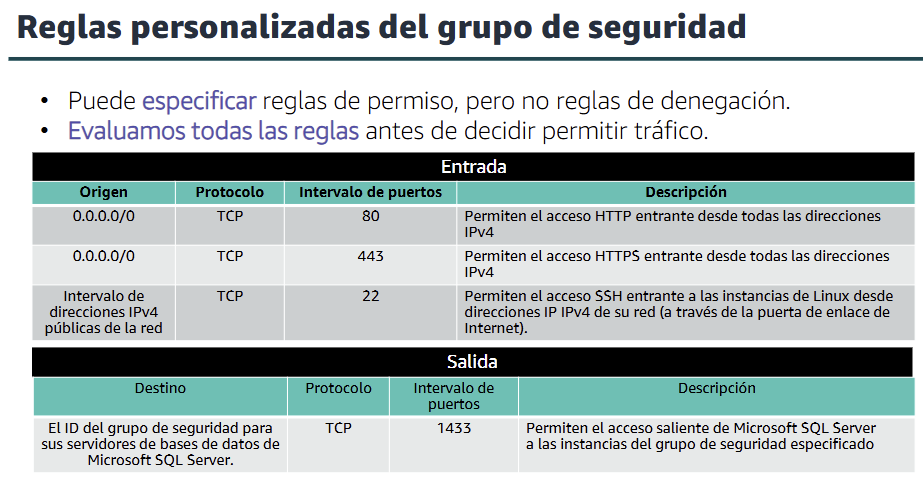 Reglas personalizadas del grupo de seguridad
• Puede especificar reglas de permiso, pero no reglas de denegación.
• Evaluamos todas las reglas antes de decidir permitir tráfico.
Entrada
Origen Protocolo Intervalo de puertos Descripción
0.0.0.0/0 TCP 80 Permiten el acceso HTTP entrante desde todas las direcciones
IPv4
0.0.0.0/0 TCP 443 Permiten el acceso HTTPS entrante desde todas las direcciones
IPv4
Intervalo de
direcciones IPv4
públicas de la red
TCP 22 Permiten el acceso SSH entrante a las instancias de Linux desde
direcciones IP IPv4 de su red (a través de la puerta de enlace de
Internet).
Salida
Destino Protocolo Intervalo de
puertos
Descripción
El ID del grupo de seguridad para
sus servidores de bases de datos de
Microsoft SQL Server.
TCP 1433 Permiten el acceso saliente de Microsoft SQL Server
a las instancias del grupo de seguridad especificado